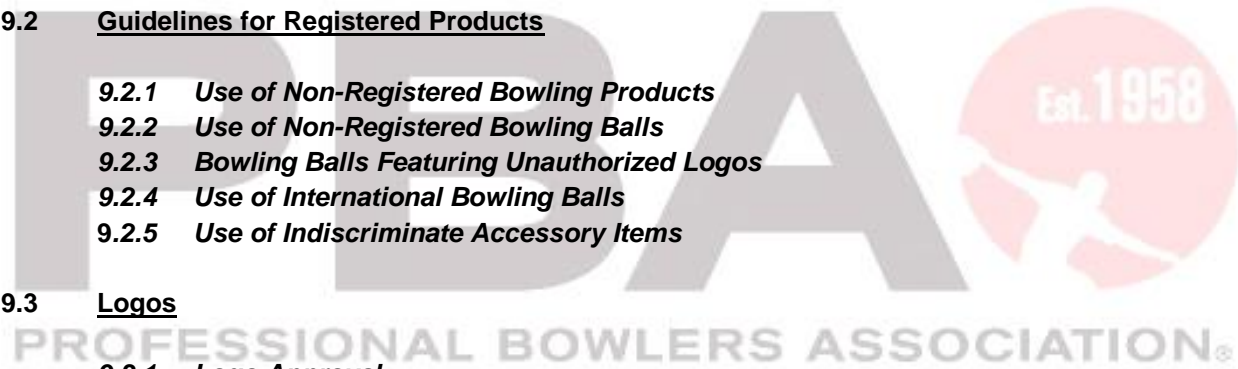 9.2 Guidelines for Registered Products
9.2.1 Use of Non-Registered Bowling Products
9.2.2 Use of Non-Registered Bowling Balls
9.2.3 Bowling Balls Featuring Unauthorized Logos
9.2.4 Use of International Bowling Balls
9.2.5 Use of Indiscriminate Accessory Items
PBA
Est. 1958
9.3 Logos
PROFESSIONAL BOWLERS ASSOCIATION®